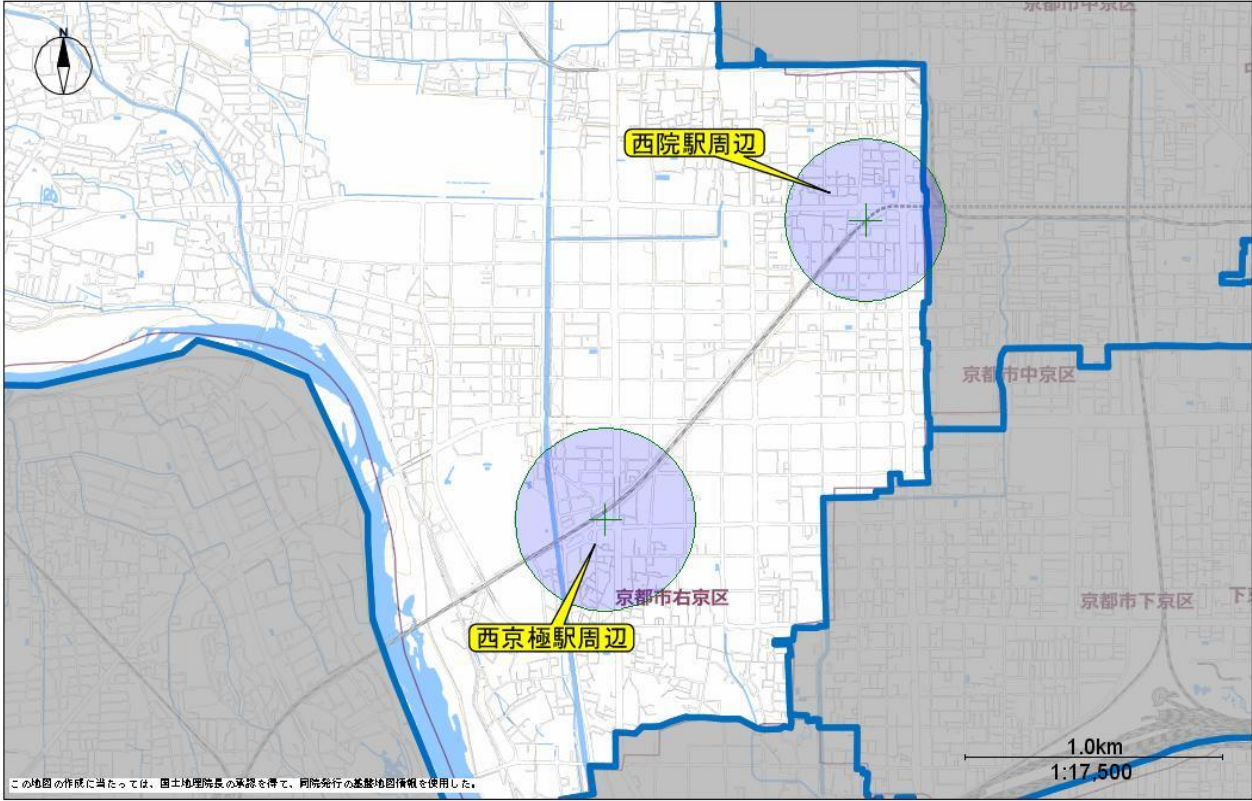 京都市中京区
N
西院駅周辺
京都市中京区
京都市右京区
京都市下京区
西京極駅周辺
1.0km
1:17,500
この地図の作成に当たっては、国土地理院長の承認を得て、同院発行の基盤地図情報を使用した。